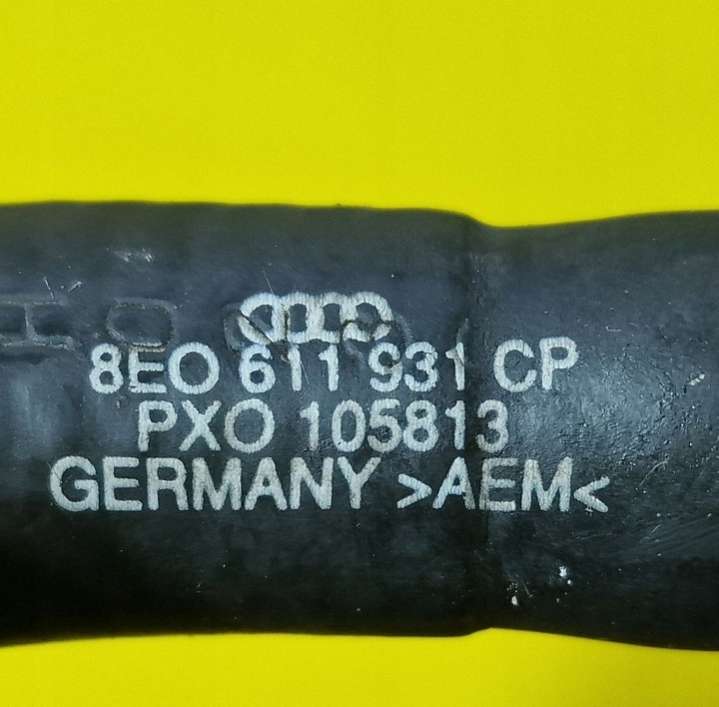 8E0 611 931 CP
PXO 105813
GERMANY >AEM<